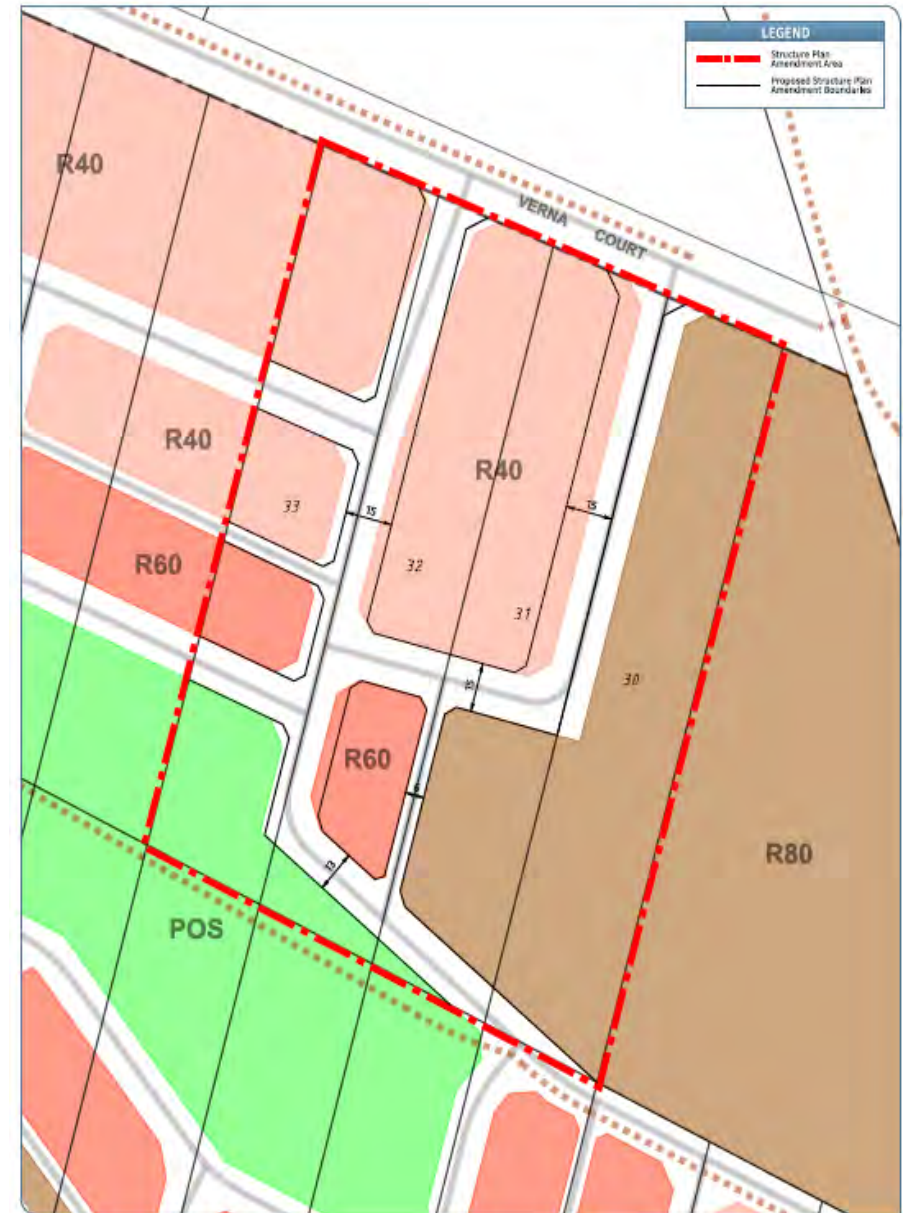 LEGEND
Structure Plan
Amendment Area
Proposed Structure Plan
Amendment Boundaries
R40
VERNA
COURT
R40
R40
33
15
15
32
R60
31
15
30
R60
6
R80
13
POS